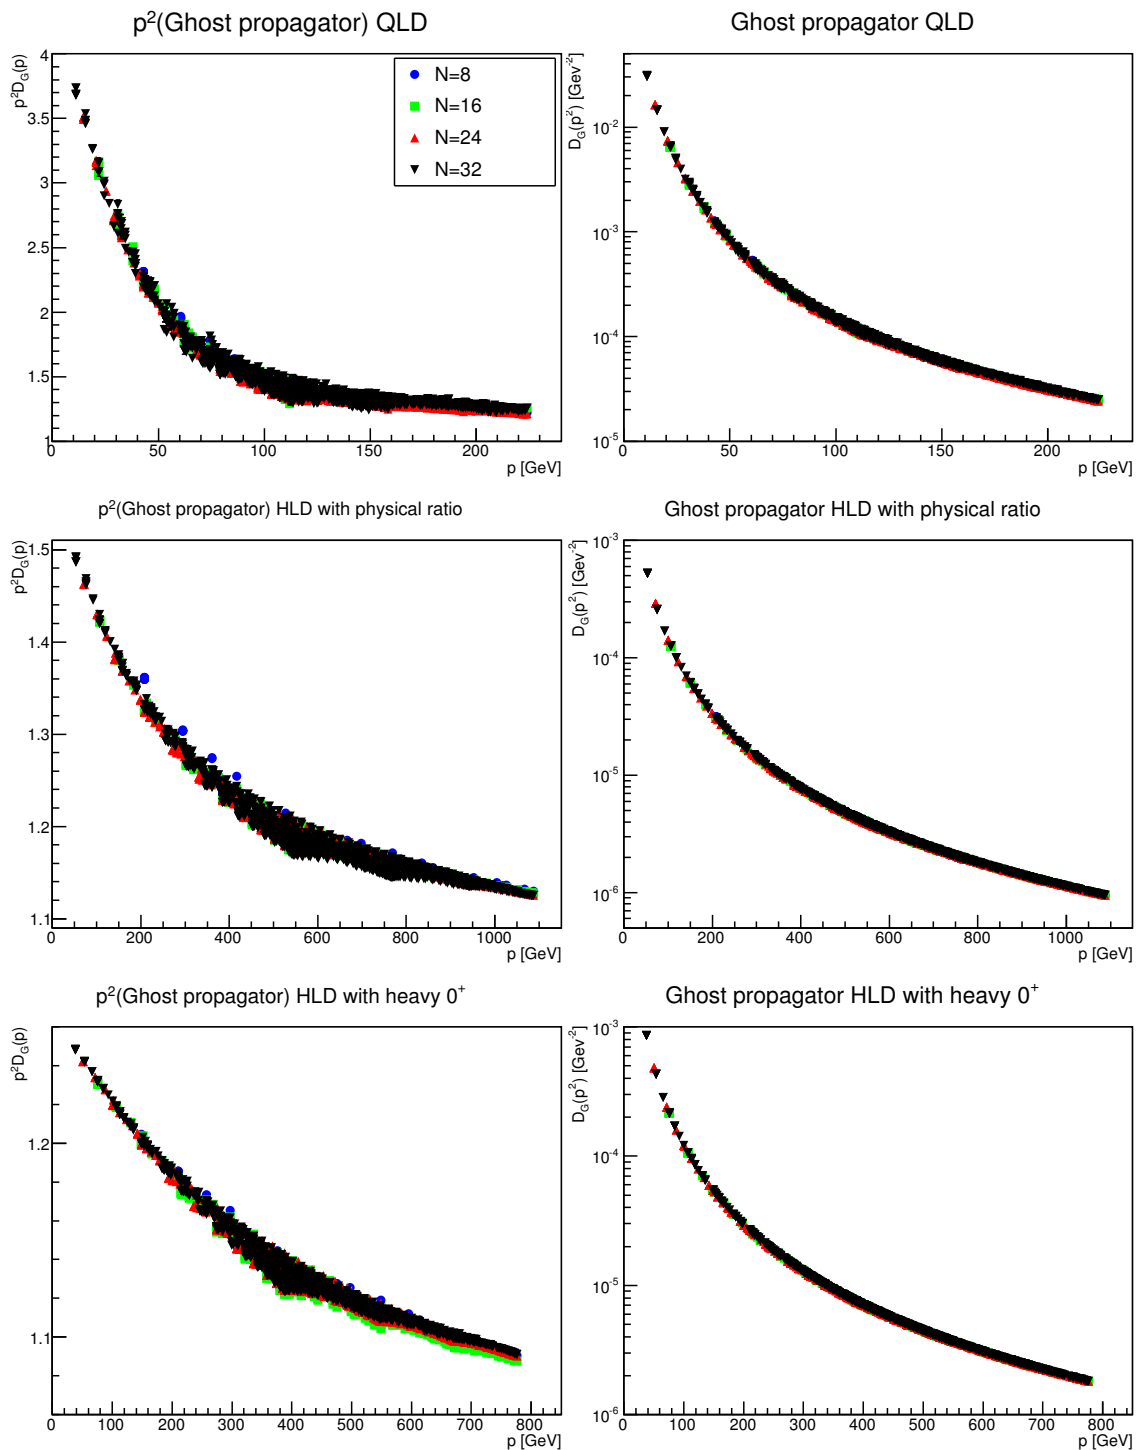 p²(Ghost propagator) QLD
p²D_G(p)
4
3.5
3
2.5
2
1.5
1
N=8
N=16
N=24
N=32
0 50 100 150 200
p [GeV]
Ghost propagator QLD
D_G(p²) [Gev⁻²]
10⁻²
10⁻³
10⁻⁴
10⁻⁵
0 50 100 150 200
p [GeV]
p²(Ghost propagator) HLD with physical ratio
p²D_G(p)
1.5
1.4
1.3
1.2
1.1
0 200 400 600 800 1000
p [GeV]
Ghost propagator HLD with physical ratio
D_G(p²) [Gev⁻²]
10⁻³
10⁻⁴
10⁻⁵
10⁻⁶
0 200 400 600 800 1000
p [GeV]
p²(Ghost propagator) HLD with heavy 0⁺
p²D_G(p)
1.2
1.1
0 100 200 300 400 500 600 700 800
p [GeV]
Ghost propagator HLD with heavy 0⁺
D_G(p²) [Gev⁻²]
10⁻³
10⁻⁴
10⁻⁵
10⁻⁶
0 100 200 300 400 500 600 700 800
p [GeV]